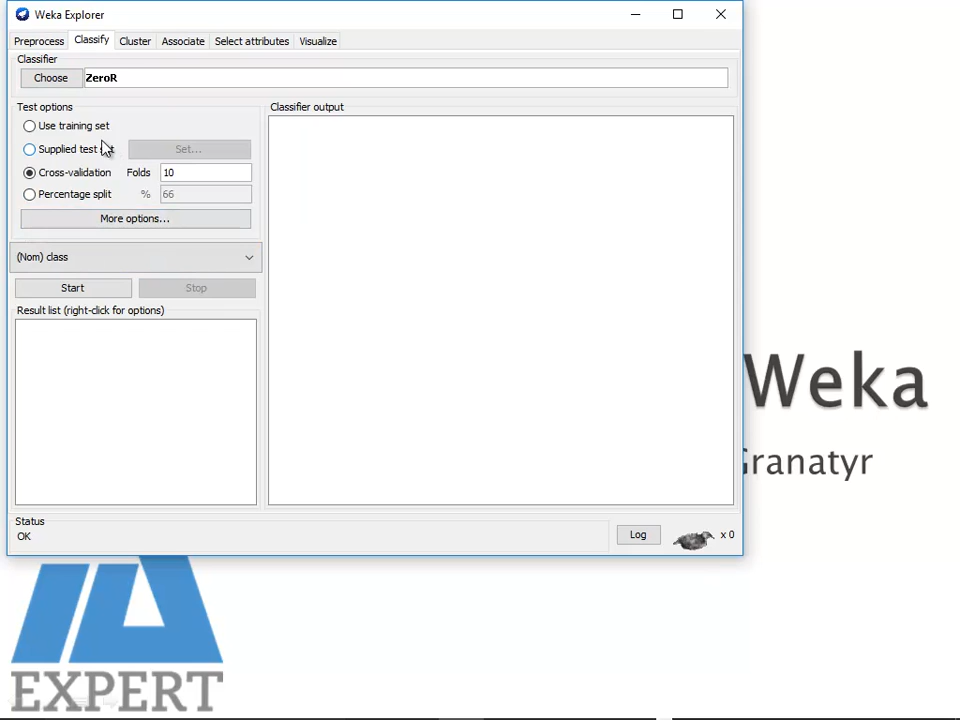 Weka Explorer
Preprocess Classify Cluster Associate Select attributes Visualize
Classifier
Choose ZeroR
Test options
Use training set
Supplied test Set...
Cross-validation Folds 10
Percentage split % 66
More options...
(Nom) class
Start Stop
Result list (right-click for options)
Classifier output
Status
OK
Log x 0
Weka
Granatyr
EXPERT